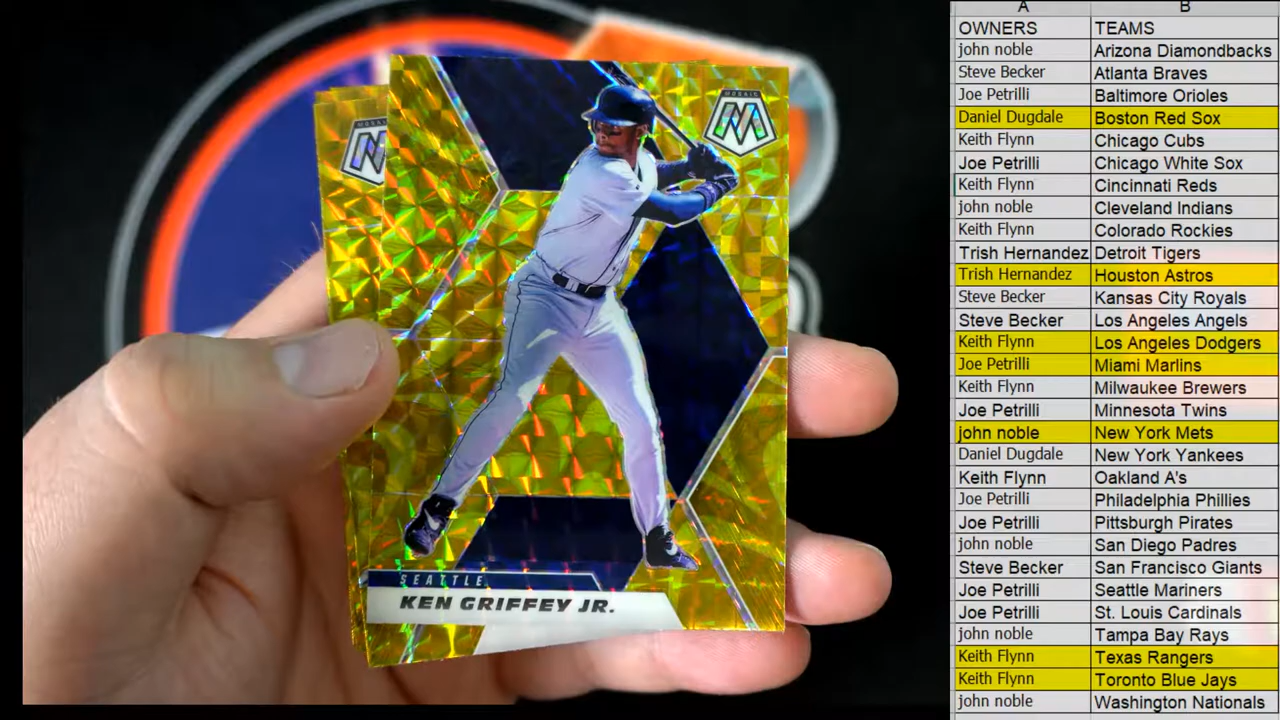 MOSAIC
M
MOSAIC
SEATTLE
KEN GRIFFEY JR.
A B
OWNERS TEAMS
john noble Arizona Diamondbacks
Steve Becker Atlanta Braves
Joe Petrilli Baltimore Orioles
Daniel Dugdale Boston Red Sox
Keith Flynn Chicago Cubs
Joe Petrilli Chicago White Sox
Keith Flynn Cincinnati Reds
john noble Cleveland Indians
Keith Flynn Colorado Rockies
Trish Hernandez Detroit Tigers
Trish Hernandez Houston Astros
Steve Becker Kansas City Royals
Steve Becker Los Angeles Angels
Keith Flynn Los Angeles Dodgers
Joe Petrilli Miami Marlins
Keith Flynn Milwaukee Brewers
Joe Petrilli Minnesota Twins
john noble New York Mets
Daniel Dugdale New York Yankees
Keith Flynn Oakland A's
Joe Petrilli Philadelphia Phillies
Joe Petrilli Pittsburgh Pirates
john noble San Diego Padres
Steve Becker San Francisco Giants
Joe Petrilli Seattle Mariners
Joe Petrilli St. Louis Cardinals
john noble Tampa Bay Rays
Keith Flynn Texas Rangers
Keith Flynn Toronto Blue Jays
john noble Washington Nationals